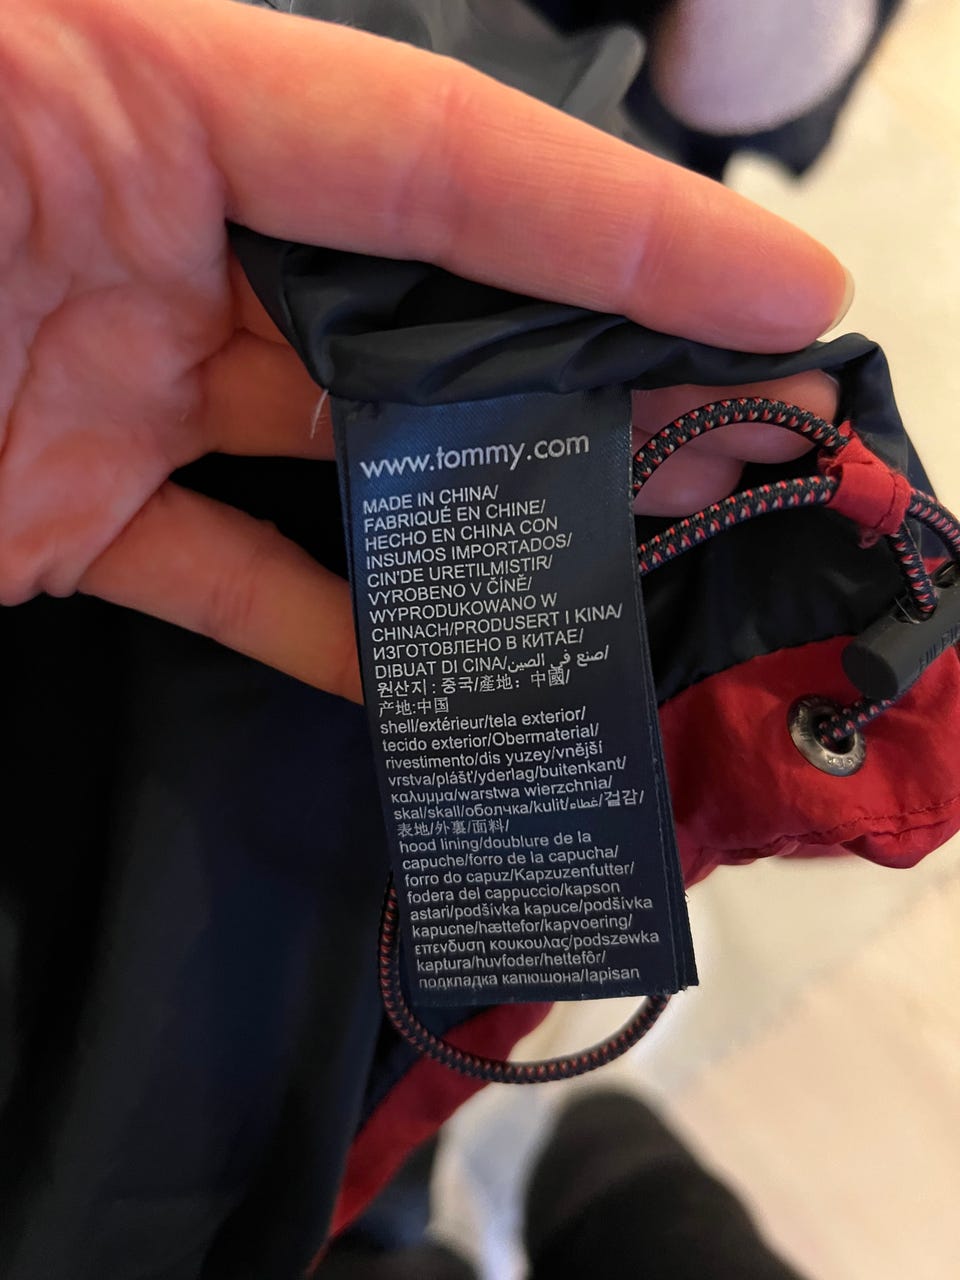 www.tommy.com
MADE IN CHINA/
FABRIQUÉ EN CHINE/
HECHO EN CHINA CON
INSUMOS IMPORTADOS/
CIN'DE URETILMISTIR/
VYROBENO V ČÍNĚ/
WYPRODUKOWANO W
CHINACH/PRODUSERT I KINA/
ИЗГОТОВЛЕНО В КИТАЕ/
DIBUAT DI CINA/صنع في الصين/
원산지 : 중국/産地: 中國/
产地:中国
shell/extérieur/tela exterior/
tecido exterior/Obermaterial/
rivestimento/dis yuzey/vnější
vrstva/plášť/yderlag/buitenkant/
καλυμμα/warstwa wierzchnia/
skal/skall/оболчка/kulit/غطاء/겉감/
表地/外裏/面料/
hood lining/doublure de la
capuche/forro de la capucha/
forro do capuz/Kapzuzenfutter/
fodera del cappuccio/kapson
astari/podšívka kapuce/podšívka
kapucne/hættefor/kapvoering/
επενδυση κουκουλας/podszewka
kaptura/huvfoder/hettefôr/
подкладка капюшона/lapisan